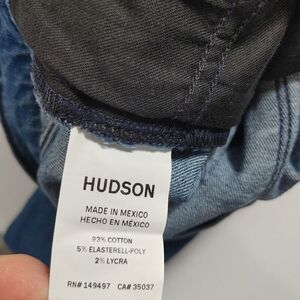 HUDSON
MADE IN MEXICO
HECHO EN MÉXICO
93% COTTON
5% ELASTERELL-POLY
2% LYCRA
RN# 149497 CA# 35037